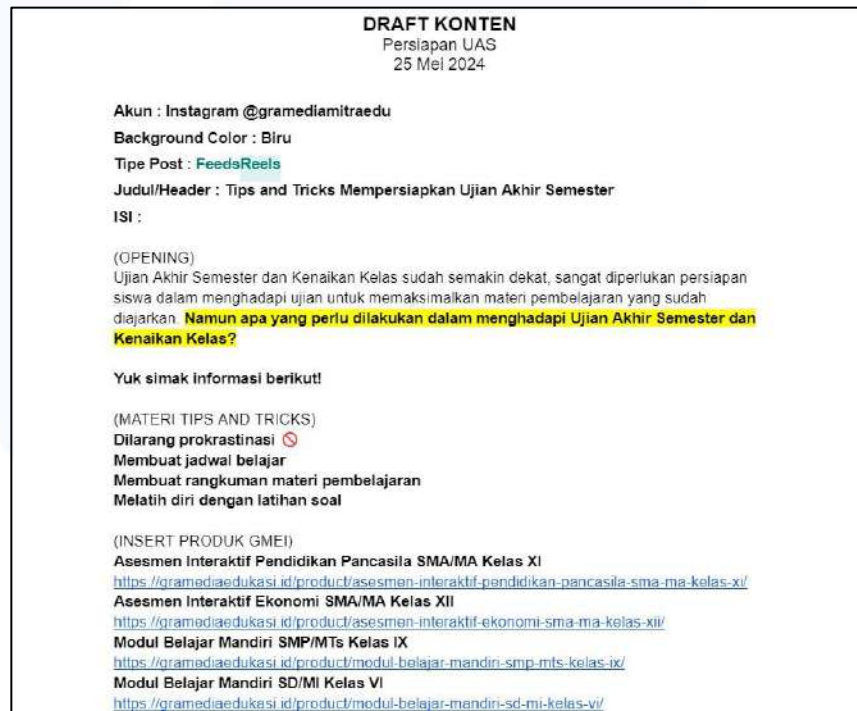 DRAFT KONTEN
Persiapan UAS
25 Mei 2024
Akun : Instagram @gramediamitraedu
Background Color : Biru
Tipe Post : FeedsReels
Judul/Header : Tips and Tricks Mempersiapkan Ujian Akhir Semester
ISI :
(OPENING)
Ujian Akhir Semester dan Kenaikan Kelas sudah semakin dekat, sangat diperlukan persiapan
siswa dalam menghadapi ujian untuk memaksimalkan materi pembelajaran yang sudah
diajarkan. Namun apa yang perlu dilakukan dalam menghadapi Ujian Akhir Semester dan
Kenaikan Kelas?
Yuk simak informasi berikut!
(MATERI TIPS AND TRICKS)
Dilarang prokrastinasi 🚫
Membuat jadwal belajar
Membuat rangkuman materi pembelajaran
Melatih diri dengan latihan soal
(INSERT PRODUK GMEI)
Asesmen Interaktif Pendidikan Pancasila SMA/MA Kelas XI
https://gramediaedukasi.id/product/asesmen-interaktif-pendidikan-pancasila-sma-ma-kelas-xi/
Asesmen Interaktif Ekonomi SMA/MA Kelas XII
https://gramediaedukasi.id/product/asesmen-interaktif-ekonomi-sma-ma-kelas-xii/
Modul Belajar Mandiri SMP/MTs Kelas IX
https://gramediaedukasi.id/product/modul-belajar-mandiri-smp-mts-kelas-ix/
Modul Belajar Mandiri SD/MI Kelas VI
https://gramediaedukasi.id/product/modul-belajar-mandiri-sd-mi-kelas-vi/